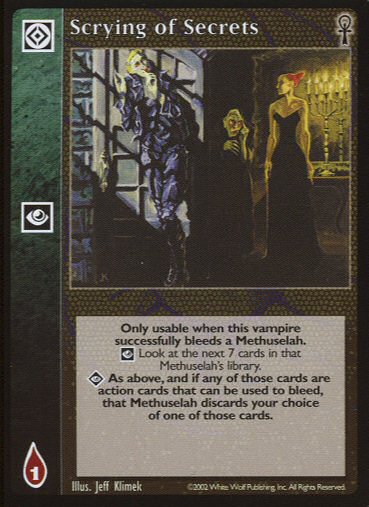 Scrying of Secrets
Only usable when this vampire
successfully bleeds a Methuselah.
Look at the next 7 cards in that
Methuselah's library.
As above, and if any of those cards are
action cards that can be used to bleed,
that Methuselah discards your choice
of one of those cards.
1
Illus. Jeff Klimek
©2002 White Wolf Publishing, Inc. All Rights Reserved.